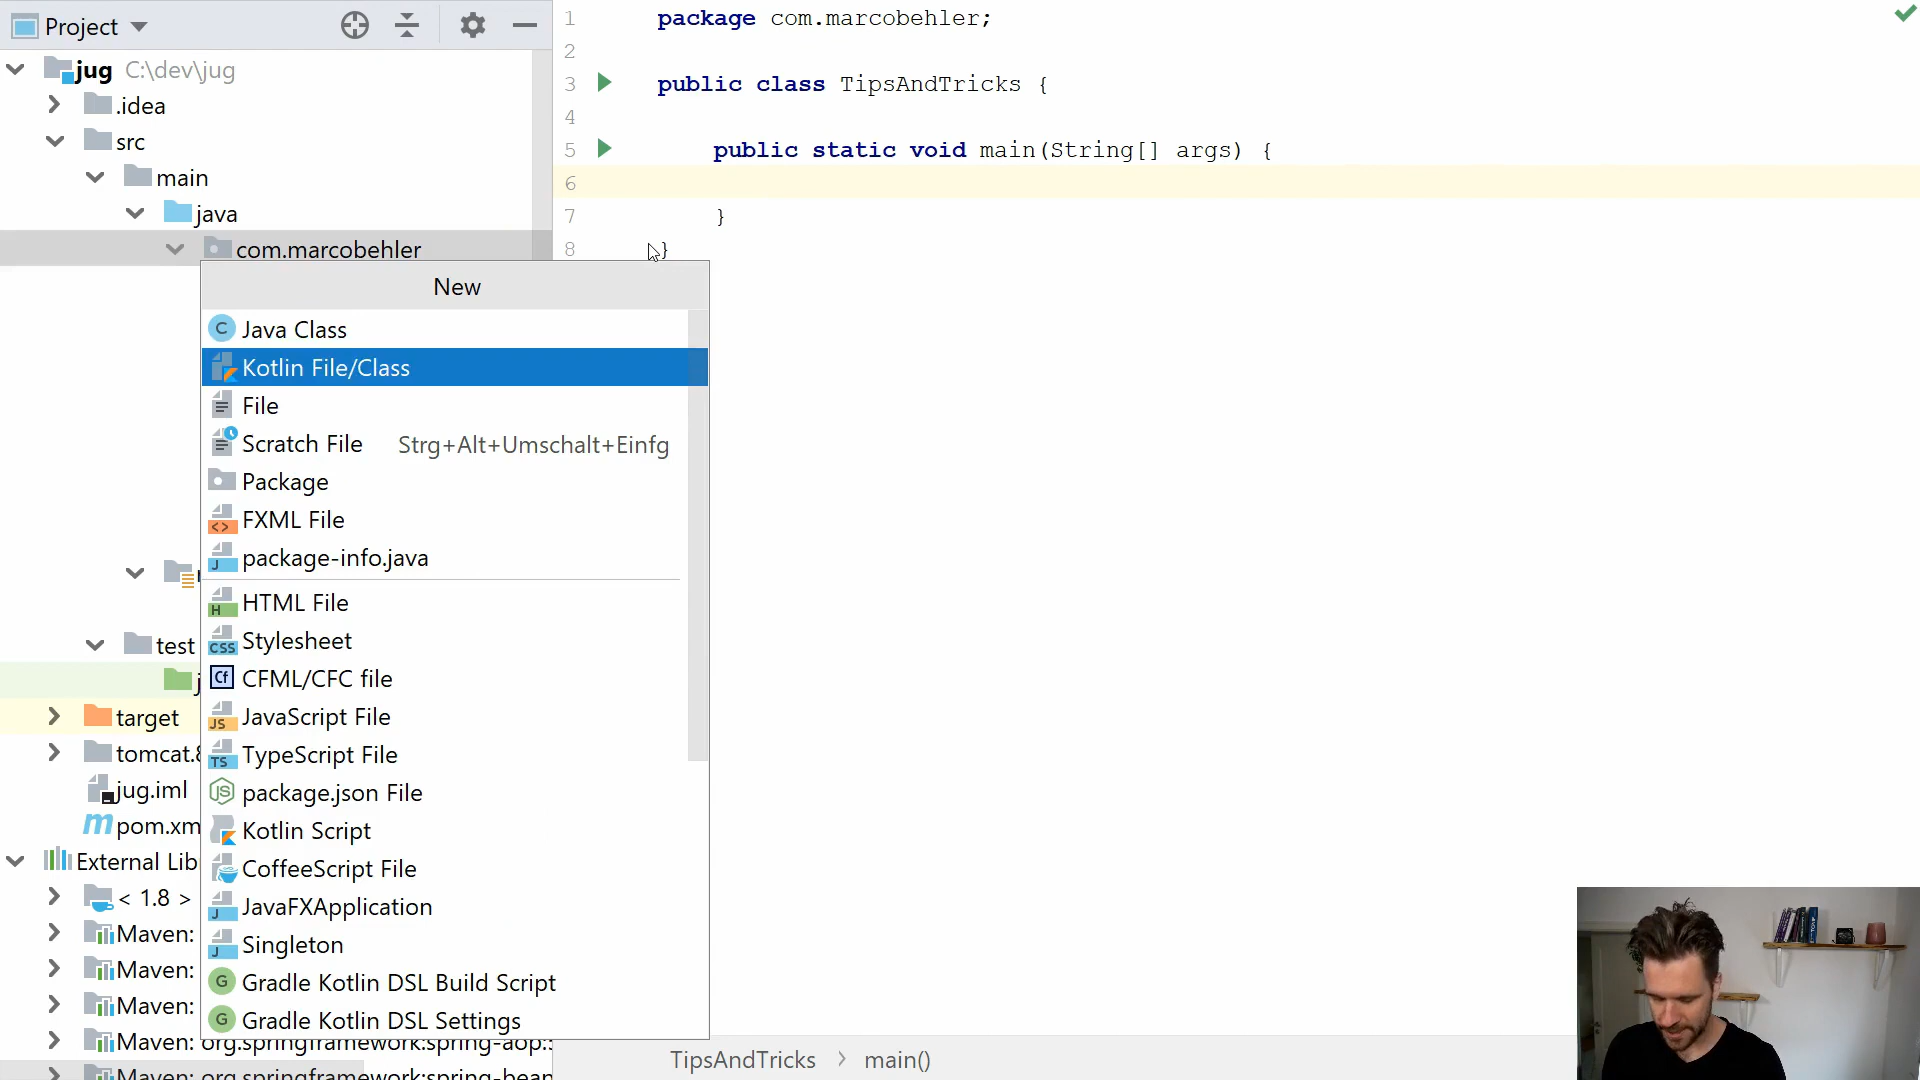 Project
jug C:\dev\jug
.idea
src
main
java
com.marcobehler
New
Java Class
Kotlin File/Class
File
Scratch File Strg+Alt+Umschalt+Einfg
Package
FXML File
package-info.java
HTML File
Stylesheet
CFML/CFC file
JavaScript File
TypeScript File
package.json File
Kotlin Script
CoffeeScript File
JavaFXApplication
Singleton
Gradle Kotlin DSL Build Script
Gradle Kotlin DSL Settings
test
target
tomcat.8
jug.iml
pom.xm
External Lib
< 1.8 >
Maven:
Maven:
Maven:
Maven: org.springframework:spring-aop:
Maven: org.springframework:spring-bean
1 package com.marcobehler;
2
3 public class TipsAndTricks {
4
5 public static void main(String[] args) {
6
7 }
8 }
TipsAndTricks > main()